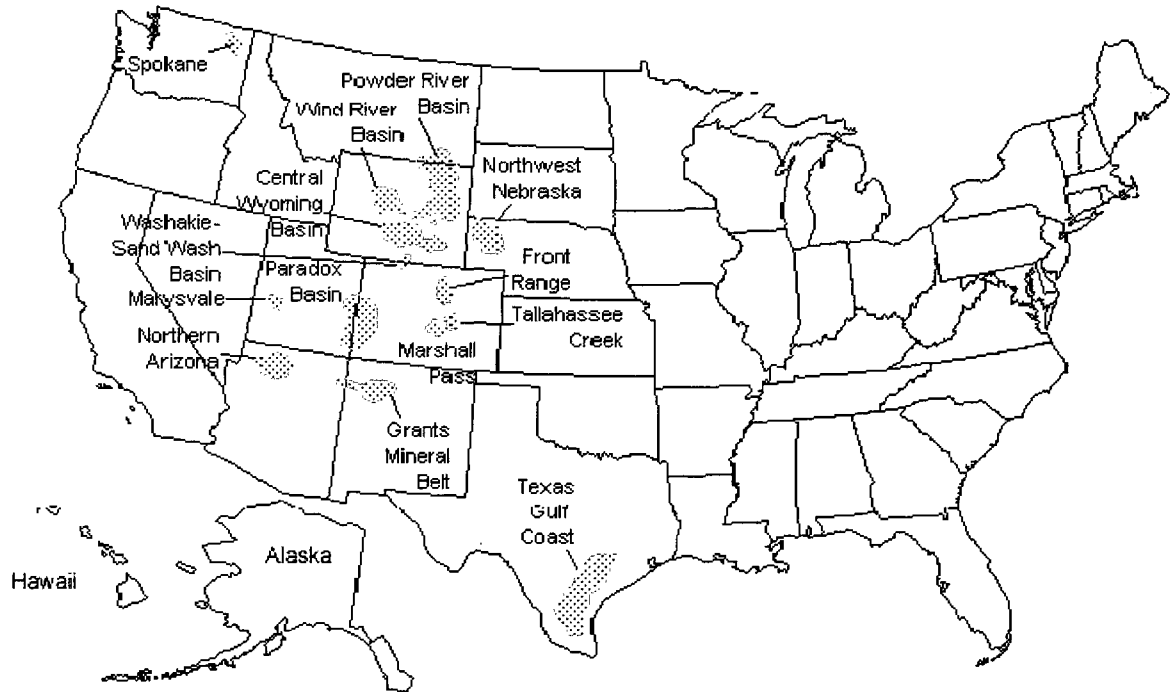 Spokane
Powder River
Basin
Wind River
Basin
Northwest
Nebraska
Central
Wyoming
Basin
Washakie-
Sand Wash
Basin
Paradox
Basin
Front
Range
Marysvale
Tallahassee
Creek
Northern
Arizona
Marshall
Pass
Grants
Mineral
Belt
Texas
Gulf
Coast
Alaska
Hawaii